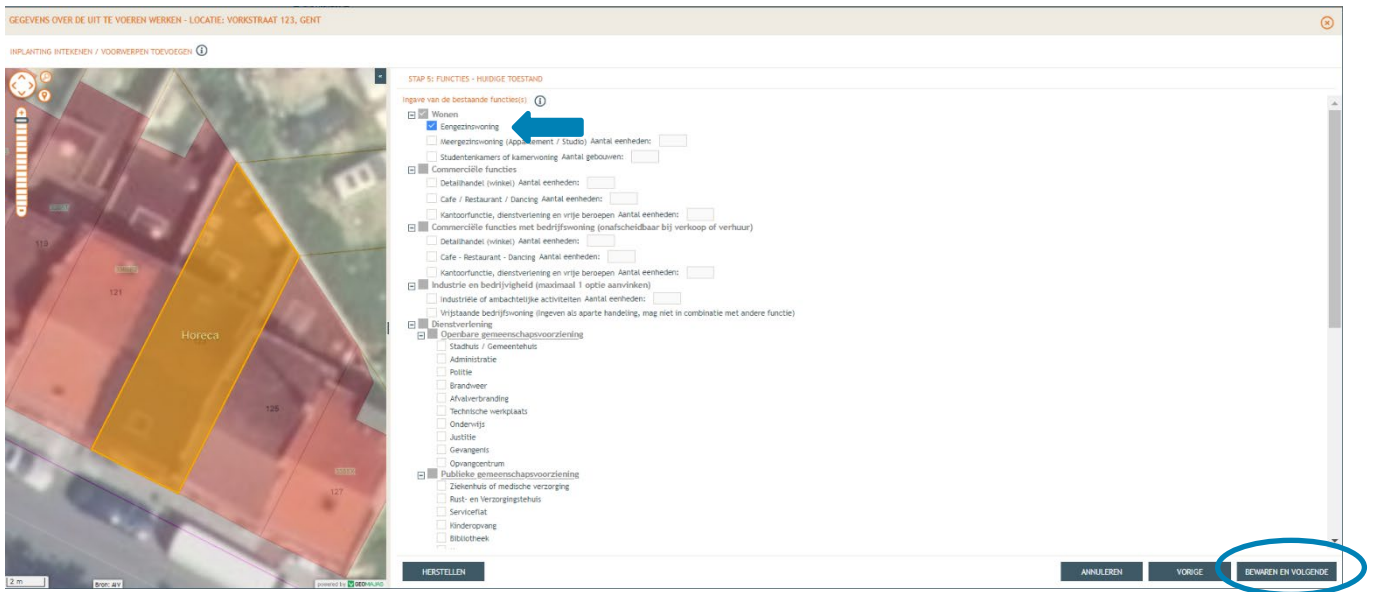 GEGEVENS OVER DE UIT TE VOEREN WERKEN - LOCATIE: VORKSTRAAT 123, GENT
INPLANTING INTEKENEN / VOORWERPEN TOEVOEGEN
STAP 5: FUNCTIES - HUIDIGE TOESTAND
Ingave van de bestaande functies(s)
Wonen
Eengezinswoning
Meergezinswoning (Appartement / Studio) Aantal eenheden:
Studentenkamers of kamerwoning Aantal gebouwen:
Commerciële functies
Detailhandel (winkel) Aantal eenheden:
Cafe / Restaurant / Dancing Aantal eenheden:
Kantoorfunctie, dienstverlening en vrije beroepen Aantal eenheden:
Commerciële functies met bedrijfswoning (onafscheidbaar bij verkoop of verhuur)
Detailhandel (winkel) Aantal eenheden:
Cafe - Restaurant - Dancing Aantal eenheden:
Kantoorfunctie, dienstverlening en vrije beroepen Aantal eenheden:
Industrie en bedrijvigheid (maximaal 1 optie aanvinken)
Industriële of ambachtelijke activiteiten Aantal eenheden:
Vrijstaande bedrijfswoning (ingeven als aparte handeling, mag niet in combinatie met andere functie)
Dienstverlening
Openbare gemeenschapsvoorziening
Stadhuis / Gemeentehuis
Administratie
Politie
Brandweer
Afvalverbranding
Technische werkplaats
Onderwijs
Justitie
Gevangenis
Opvangcentrum
Publieke gemeenschapsvoorziening
Ziekenhuis of medische verzorging
Rust- en Verzorgingstehuis
Serviceflat
Kinderopvang
Bibliotheek
119
121
Horeca
125
127
2 m
Bron: AIV
powered by GEOMAJAS
HERSTELLEN
ANNULEREN
VORIGE
BEWAREN EN VOLGENDE